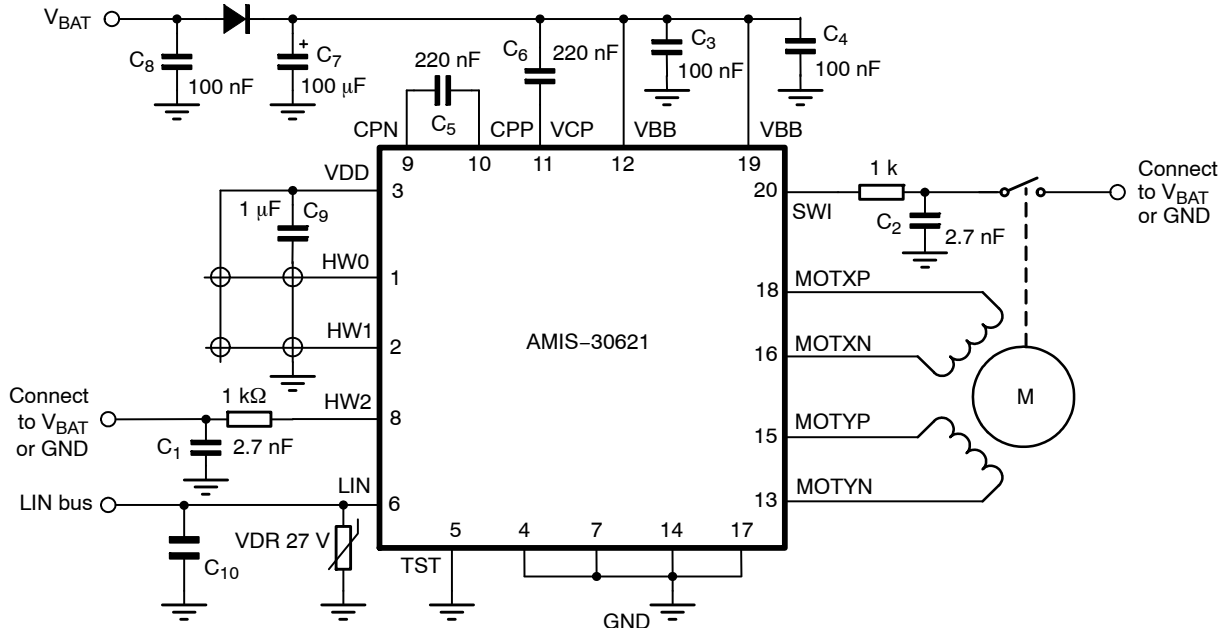 V_BAT
C8
100 nF
+
C7
100 µF
220 nF
C5
C6
220 nF
C3
100 nF
C4
100 nF
CPN
CPP
VCP
VBB
VBB
9
10
11
12
19
VDD
3
1 µF
C9
HW0
1
HW1
2
AMIS−30621
20
SWI
1 k
C2
2.7 nF
Connect
to V_BAT
or GND
18
MOTXP
16
MOTXN
M
15
MOTYP
13
MOTYN
Connect
to V_BAT
or GND
1 kΩ
HW2
8
C1
2.7 nF
LIN bus
LIN
6
C10
VDR 27 V
TST
5
4
7
14
17
GND